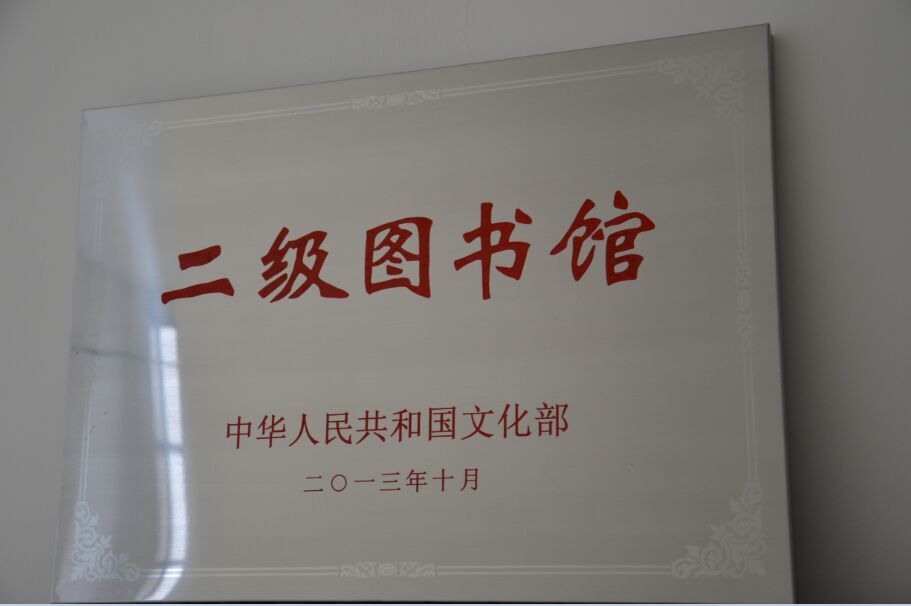 二级图书馆
中华人民共和国文化部
二〇一三年十月